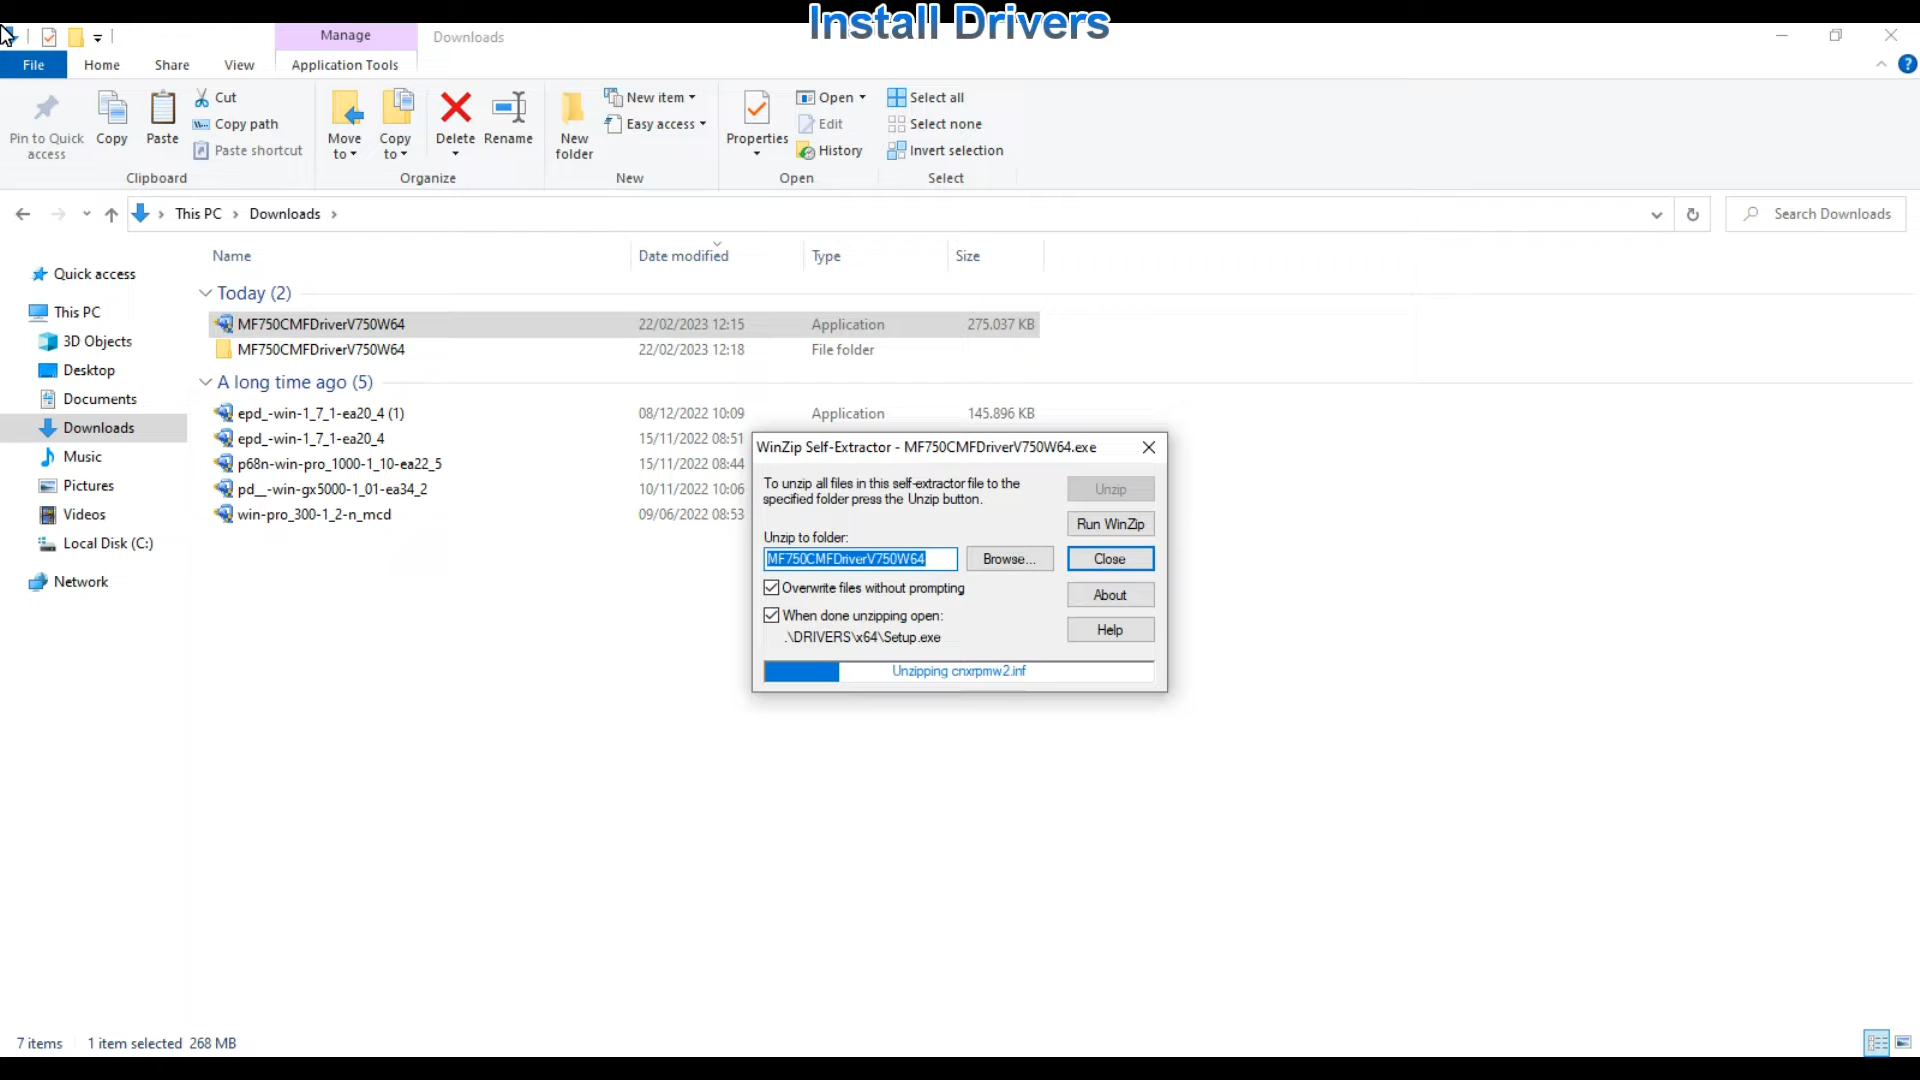 Install Drivers
Manage
Downloads
File
Home
Share
View
Application Tools
Pin to Quick access
Copy
Paste
Cut
Copy path
Paste shortcut
Clipboard
Move to
Copy to
Delete
Rename
Organize
New folder
New item
Easy access
New
Properties
Open
Edit
History
Open
Select all
Select none
Invert selection
Select
This PC
Downloads
Search Downloads
Name
Date modified
Type
Size
Quick access
This PC
3D Objects
Desktop
Documents
Downloads
Music
Pictures
Videos
Local Disk (C:)
Network
Today (2)
MF750CMFDriverV750W64 22/02/2023 12:15 Application 275.037 KB
MF750CMFDriverV750W64 22/02/2023 12:18 File folder
A long time ago (5)
epd_-win-1_7_1-ea20_4 (1) 08/12/2022 10:09 Application 145.896 KB
epd_-win-1_7_1-ea20_4 15/11/2022 08:51
p68n-win-pro_1000-1_10-ea22_5 15/11/2022 08:44
pd__-win-gx5000-1_01-ea34_2 10/11/2022 10:06
win-pro_300-1_2-n_mcd 09/06/2022 08:53
WinZip Self-Extractor - MF750CMFDriverV750W64.exe
To unzip all files in this self-extractor file to the
specified folder press the Unzip button.
Unzip
Run WinZip
Unzip to folder:
MF750CMFDriverV750W64
Browse...
Close
Overwrite files without prompting
About
When done unzipping open:
.\DRIVERS\x64\Setup.exe
Help
Unzipping cnxrpmw2.inf
7 items
1 item selected 268 MB